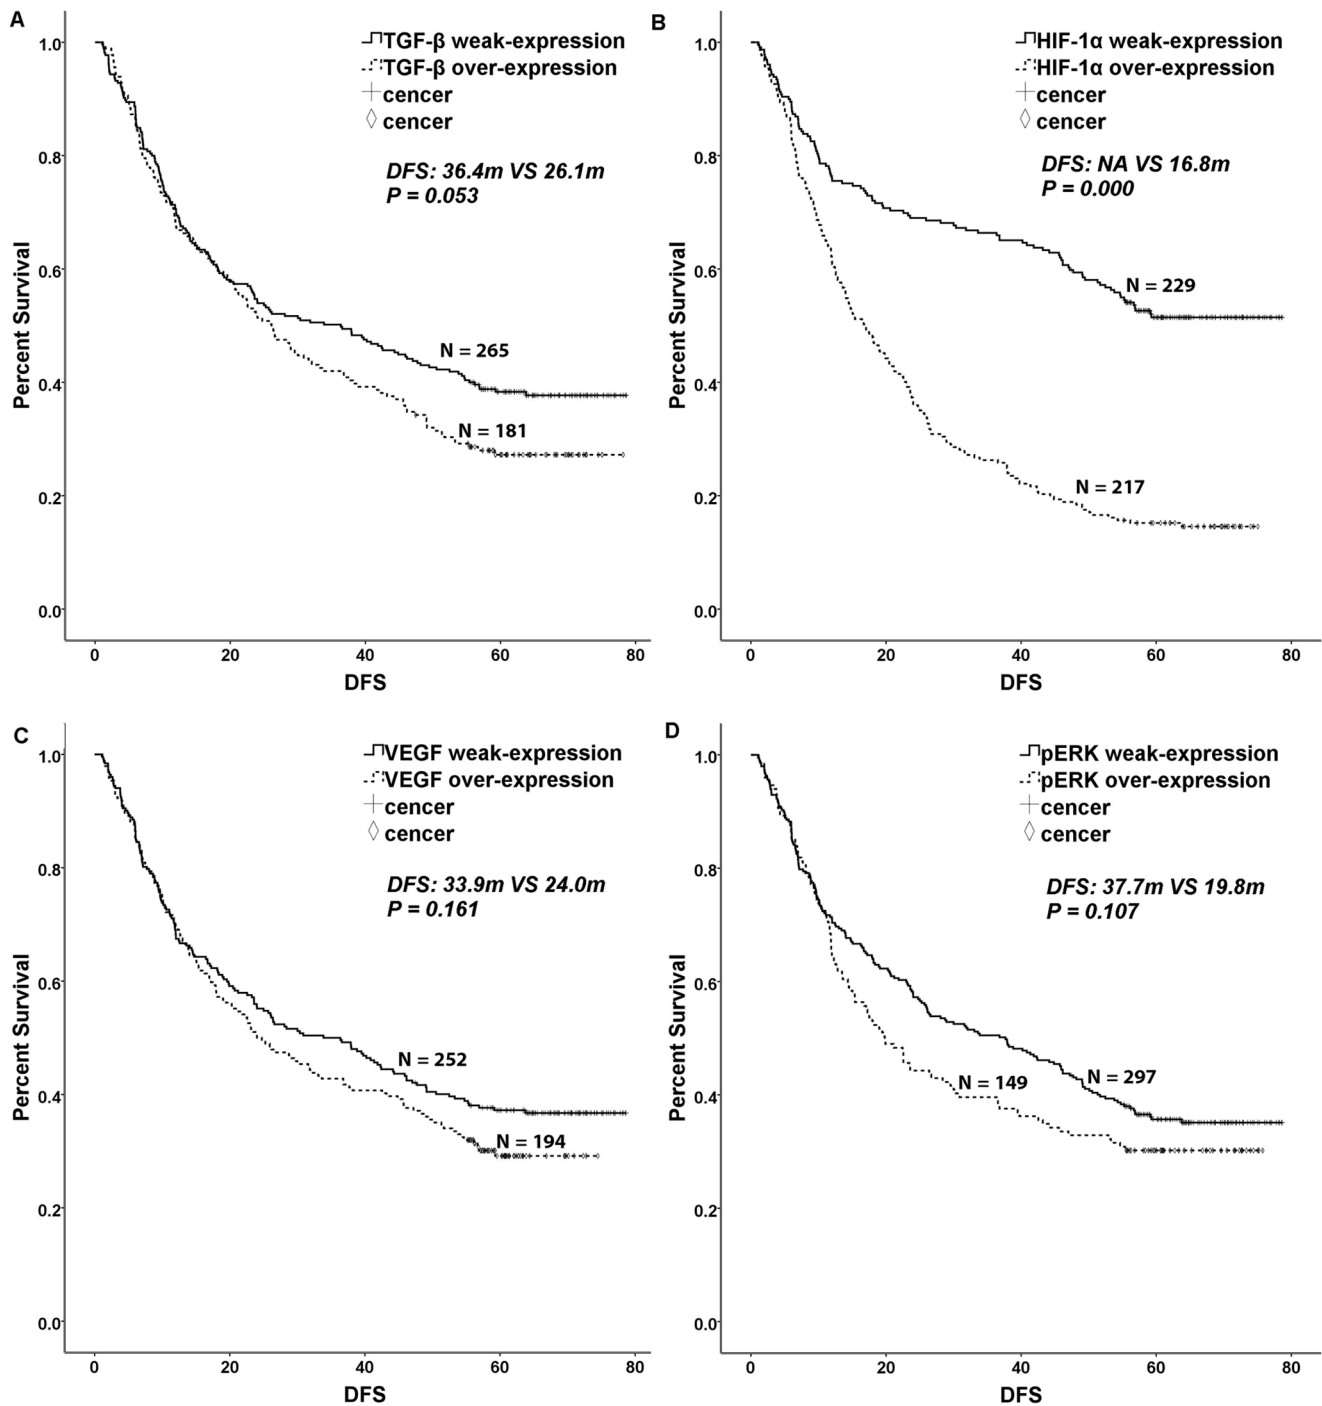 A
TGF-β weak-expression
TGF-β over-expression
cencer
cencer
DFS: 36.4m VS 26.1m
P = 0.053
N = 265
N = 181
1.0
0.8
0.6
0.4
0.2
0.0
Percent Survival
0 20 40 60 80
DFS
B
HIF-1α weak-expression
HIF-1α over-expression
cencer
cencer
DFS: NA VS 16.8m
P = 0.000
N = 229
N = 217
1.0
0.8
0.6
0.4
0.2
0.0
Percent Survival
0 20 40 60 80
DFS
C
VEGF weak-expression
VEGF over-expression
cencer
cencer
DFS: 33.9m VS 24.0m
P = 0.161
N = 252
N = 194
1.0
0.8
0.6
0.4
0.2
0.0
Percent Survival
0 20 40 60 80
DFS
D
pERK weak-expression
pERK over-expression
cencer
cencer
DFS: 37.7m VS 19.8m
P = 0.107
N = 149
N = 297
1.0
0.8
0.6
0.4
0.2
0.0
Percent Survival
0 20 40 60 80
DFS